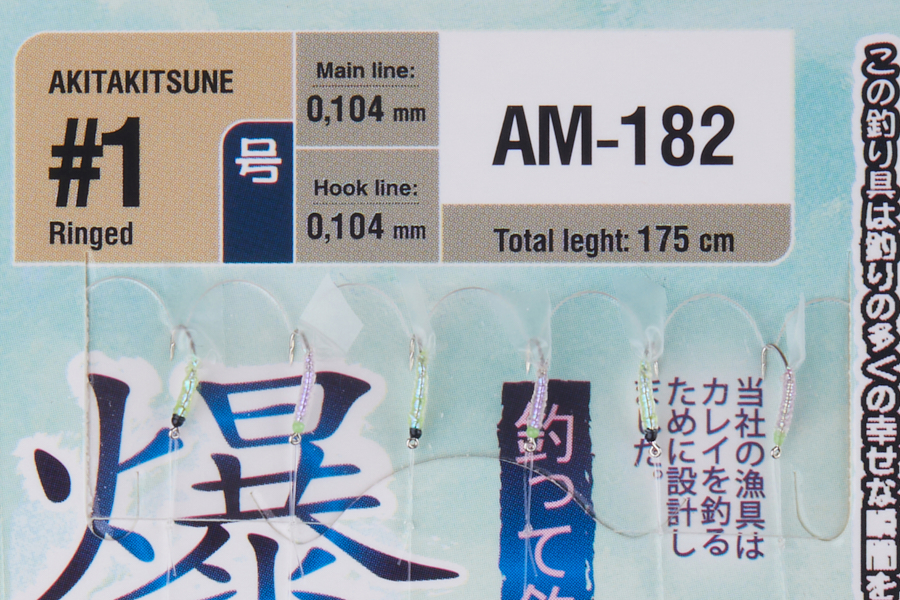 AKITAKITSUNE
#1
Ringed
号
Main line:
0,104 mm
Hook line:
0,104 mm
AM-182
Total leght: 175 cm
この釣り具は釣りの多くの幸せな瞬間を
爆
釣って
当社の漁具は
カレイを釣る
ために設計し
した。